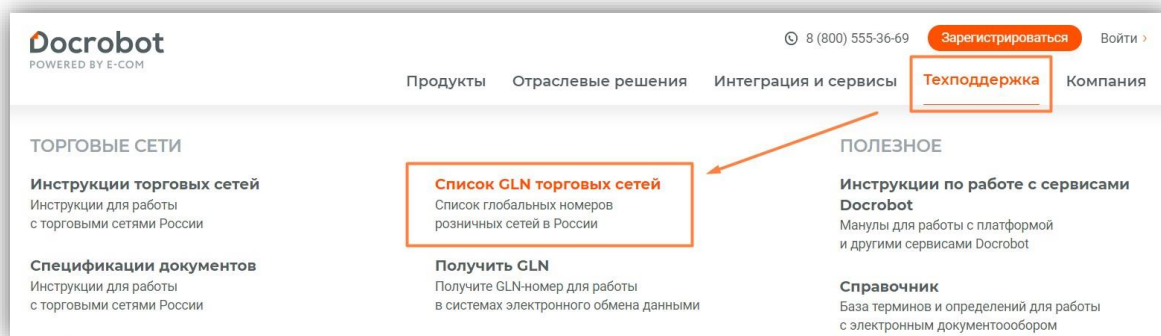 Docrobot
POWERED BY E-COM
8 (800) 555-36-69 Зарегистрироваться Войти ›
Продукты Отраслевые решения Интеграция и сервисы Техподдержка Компания
ТОРГОВЫЕ СЕТИ
Инструкции торговых сетей
Инструкции для работы
с торговыми сетями России
Спецификации документов
Инструкции для работы
с торговыми сетями России
Список GLN торговых сетей
Список глобальных номеров
розничных сетей в России
Получить GLN
Получите GLN-номер для работы
в системах электронного обмена данными
ПОЛЕЗНОЕ
Инструкции по работе с сервисами
Docrobot
Манулы для работы с платформой
и другими сервисами Docrobot
Справочник
База терминов и определений для работы
с электронным документоообором